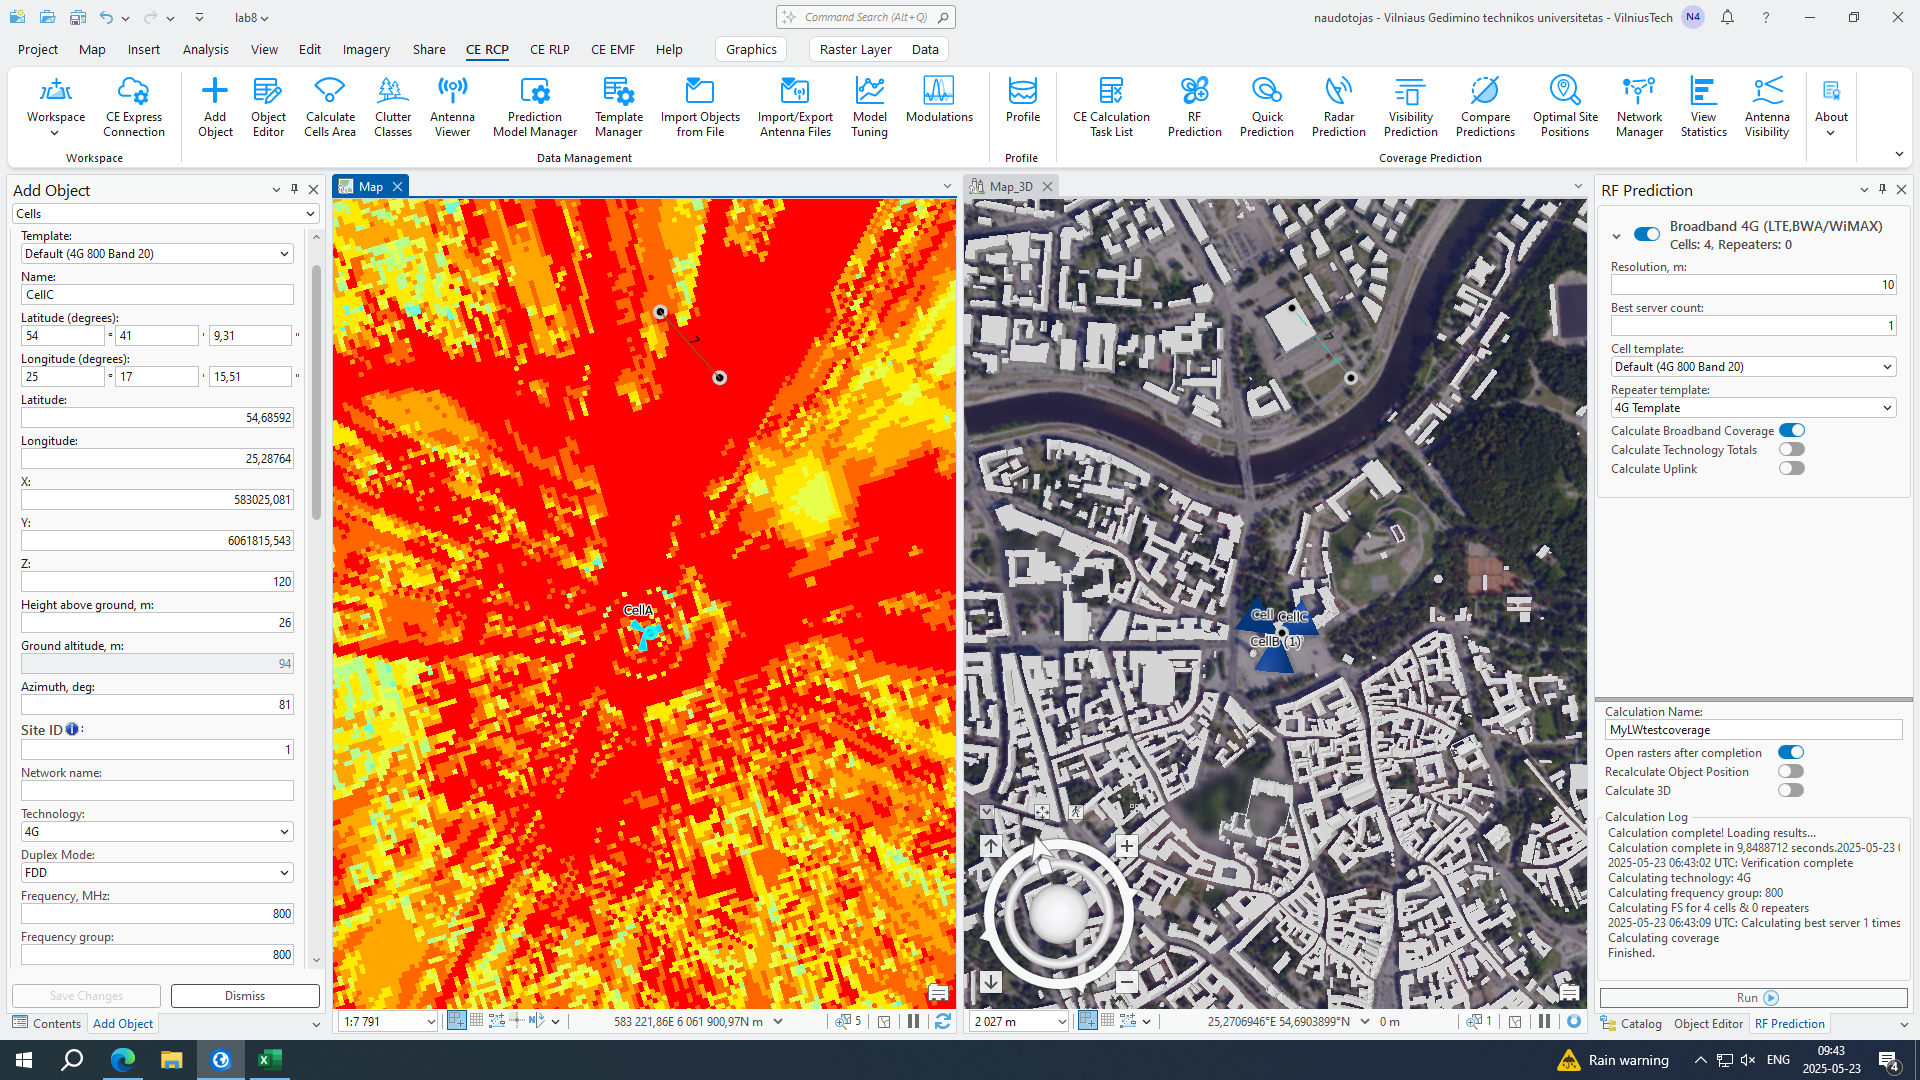 lab8
Command Search (Alt+Q)
naudotojas - Vilniaus Gedimino technikos universitetas - VilniusTech
N4
Project Map Insert Analysis View Edit Imagery Share CE RCP CE RLP CE EMF Help Graphics Raster Layer Data
Workspace
CE Express Connection
Add Object
Object Editor
Calculate Cells Area
Clutter Classes
Antenna Viewer
Prediction Model Manager
Template Manager
Import Objects from File
Import/Export Antenna Files
Model Tuning
Modulations
Profile
CE Calculation Task List
RF Prediction
Quick Prediction
Radar Prediction
Visibility Prediction
Compare Predictions
Optimal Site Positions
Network Manager
View Statistics
Antenna Visibility
About
Workspace
Data Management
Profile
Coverage Prediction
Add Object
Cells
Template:
Default (4G 800 Band 20)
Name:
CellC
Latitude (degrees):
54 ° 41 ' 9,31 "
Longitude (degrees):
25 ° 17 ' 15,51 "
Latitude:
54,68592
Longitude:
25,28764
X:
583025,081
Y:
6061815,543
Z:
120
Height above ground, m:
26
Ground altitude, m:
94
Azimuth, deg:
81
Site ID :
1
Network name:
Technology:
4G
Duplex Mode:
FDD
Frequency, MHz:
800
Frequency group:
800
Save Changes
Dismiss
Contents
Add Object
Map
CellA
1:7 791
583 221,86E 6 061 900,97N m
5
Map_3D
Cell
CellC
CellB (1)
2 027 m
25,2706946°E 54,6903899°N
0 m
1
RF Prediction
Broadband 4G (LTE,BWA/WiMAX)
Cells: 4, Repeaters: 0
Resolution, m:
10
Best server count:
1
Cell template:
Default (4G 800 Band 20)
Repeater template:
4G Template
Calculate Broadband Coverage
Calculate Technology Totals
Calculate Uplink
Calculation Name:
MyLWtestcoverage
Open rasters after completion
Recalculate Object Position
Calculate 3D
Calculation Log
Calculation complete! Loading results...
Calculation complete in 9,8488712 seconds.2025-05-23
2025-05-23 06:43:02 UTC: Verification complete
Calculating technology: 4G
Calculating frequency group: 800
Calculating FS for 4 cells & 0 repeaters
2025-05-23 06:43:09 UTC: Calculating best server 1 times
Calculating coverage
Finished.
Run
Catalog
Object Editor
RF Prediction
Rain warning
ENG
09:43
2025-05-23
4